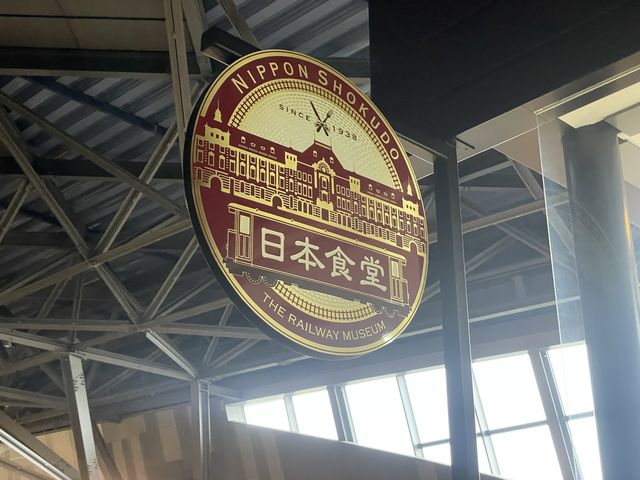 NIPPON SHOKUDO
SINCE 1938
日本食堂
THE RAILWAY MUSEUM